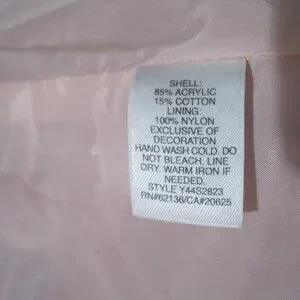 SHELL:
85% ACRYLIC
15% COTTON
LINING:
100% NYLON
EXCLUSIVE OF
DECORATION
HAND WASH COLD. DO
NOT BLEACH. LINE
DRY. WARM IRON IF
NEEDED.
STYLE Y44S2823
RN#62136/CA#20625